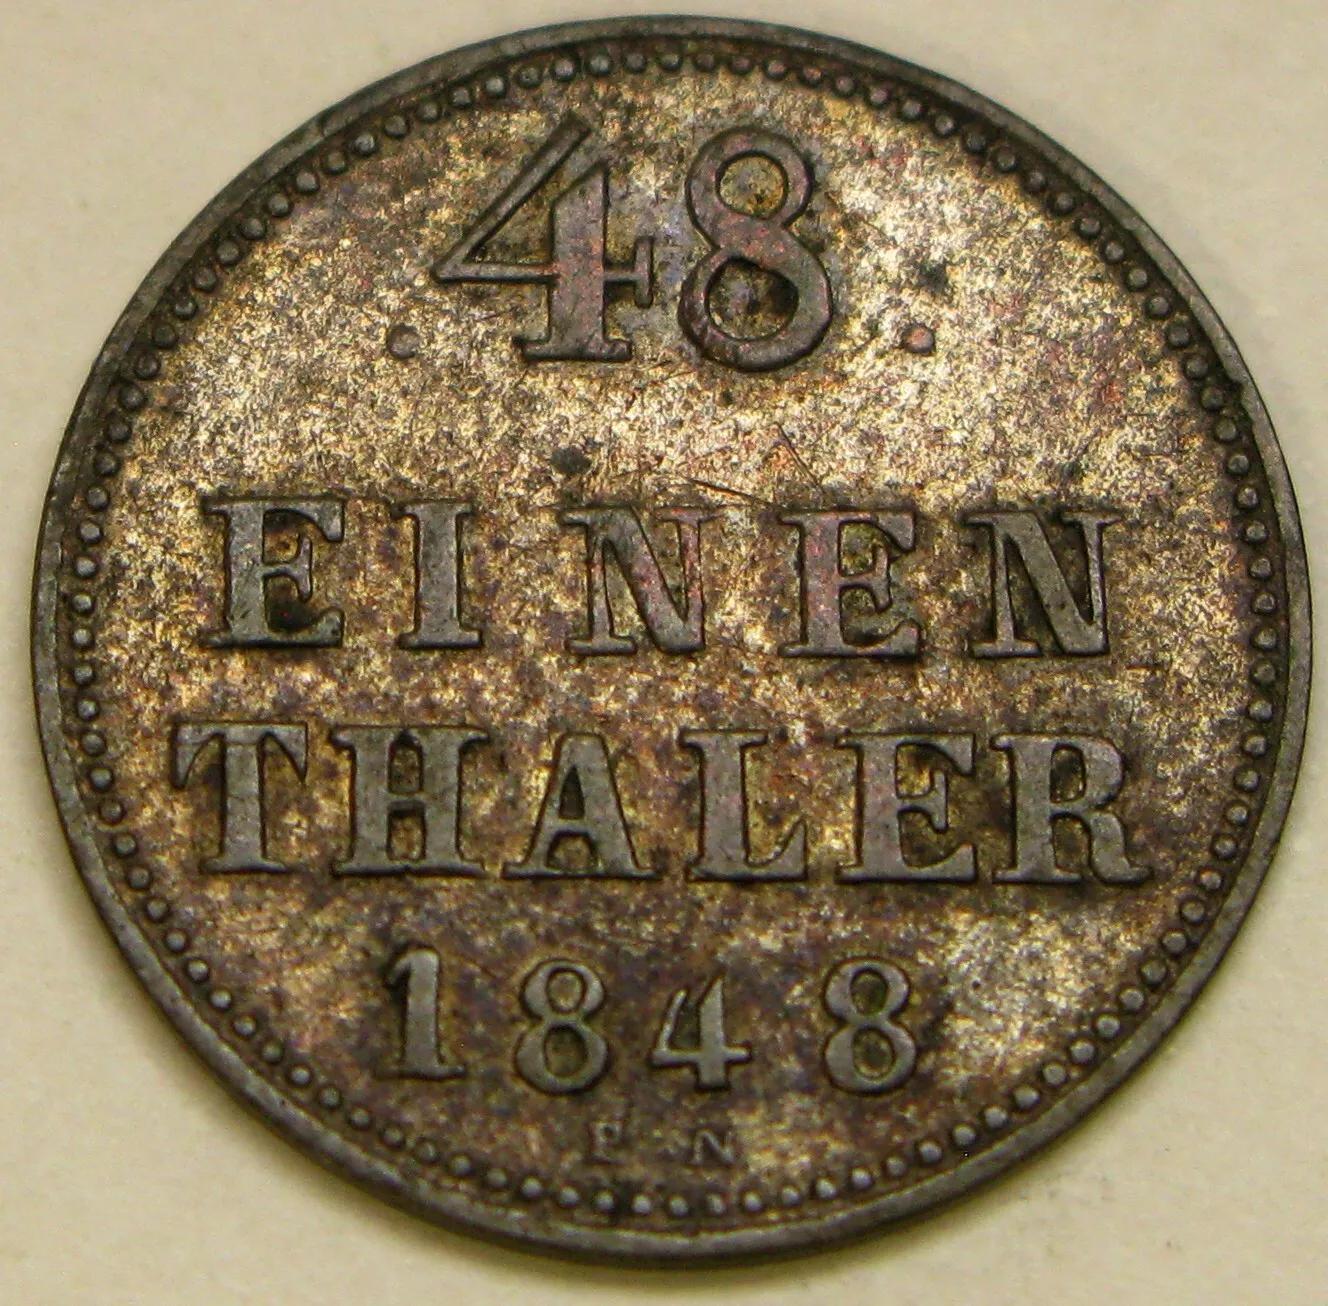 .48.
EINEN
THALER
1848
F N